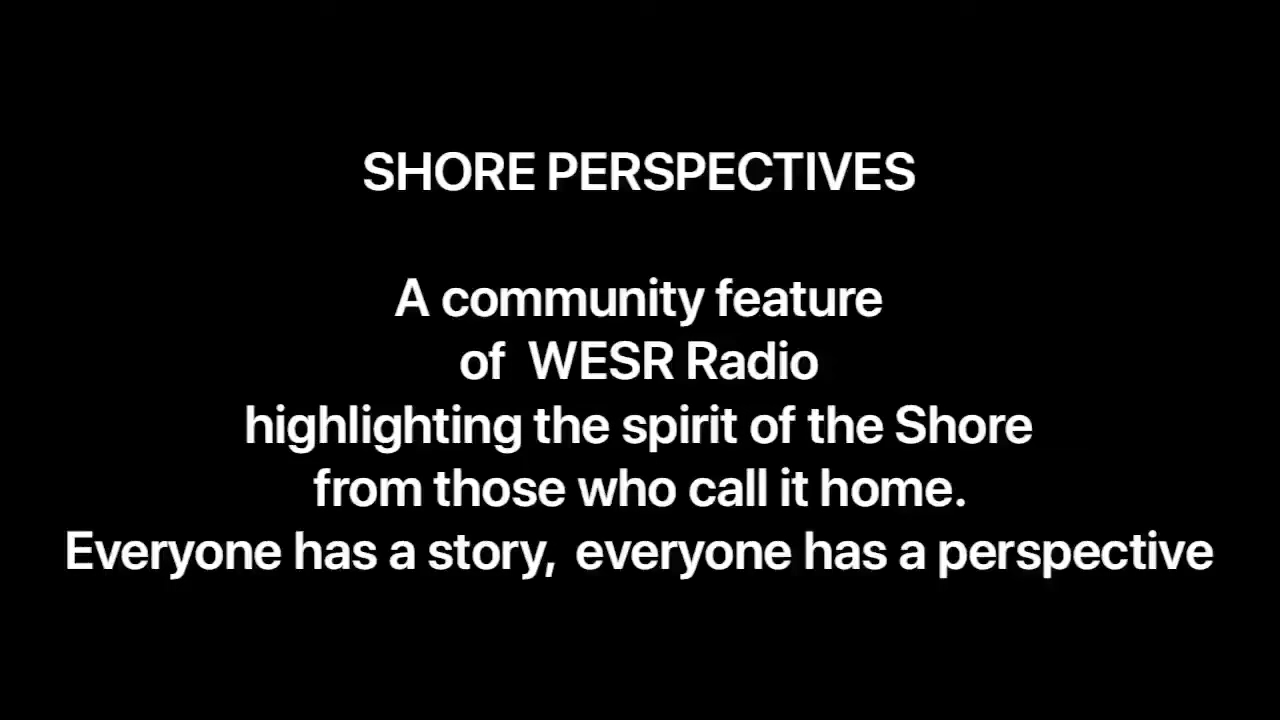 SHORE PERSPECTIVES
A community feature
of  WESR Radio
highlighting the spirit of the Shore
from those who call it home.
Everyone has a story,  everyone has a perspective